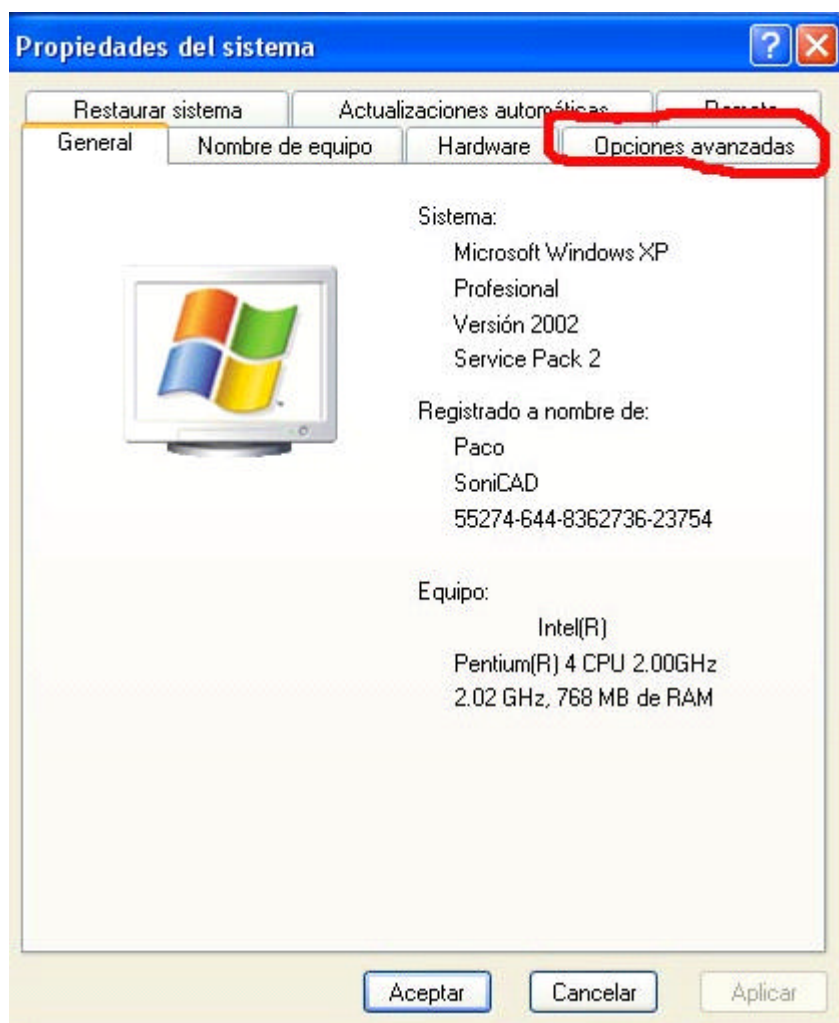 Propiedades del sistema
Restaurar sistema Actualizaciones automáticas Remoto
General Nombre de equipo Hardware Opciones avanzadas
Sistema:
Microsoft Windows XP
Profesional
Versión 2002
Service Pack 2
Registrado a nombre de:
Paco
SoniCAD
55274-644-8362736-23754
Equipo:
Intel(R)
Pentium(R) 4 CPU 2.00GHz
2.02 GHz, 768 MB de RAM
Aceptar Cancelar Aplicar